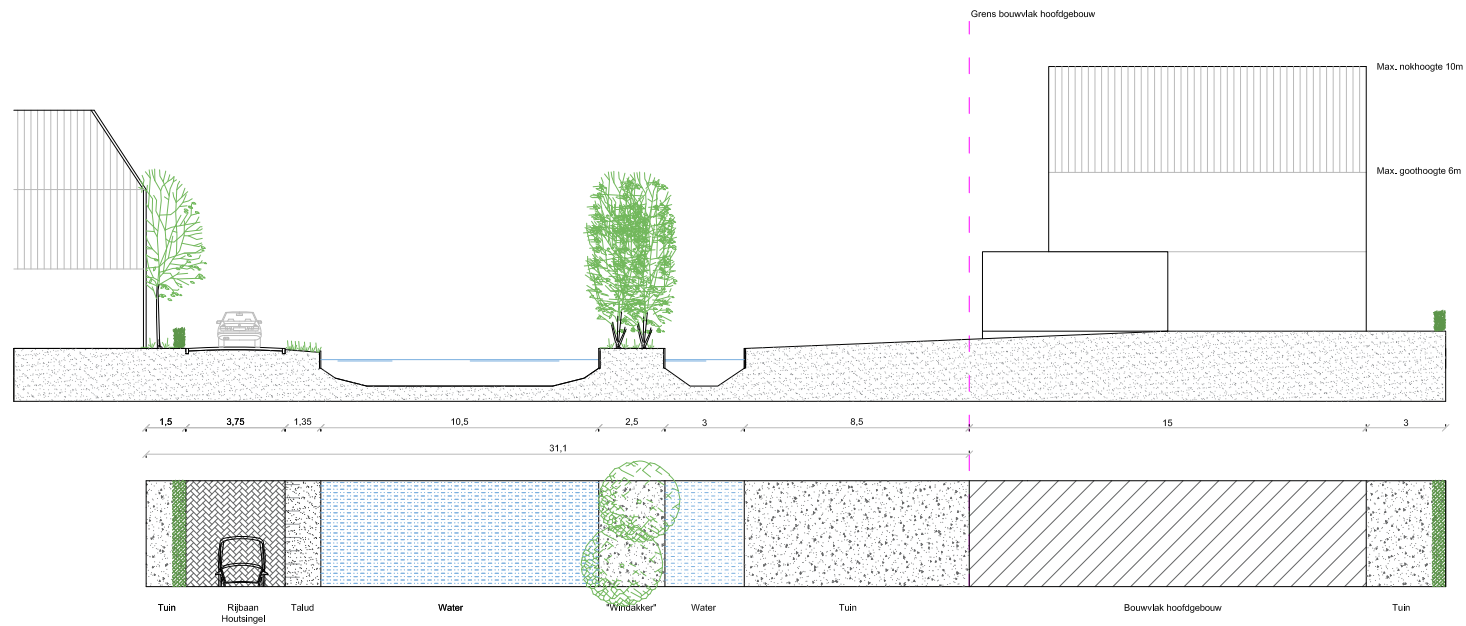 Grens bouwvlak hoofdgebouw
Max. nokhoogte 10m
Max. goothoogte 6m
1,5 3,75 1,35 10,5 2,5 3 8,5 15 3
31,1
Tuin Rijbaan Talud Water "Windakker" Water Tuin Bouwvlak hoofdgebouw Tuin
Houtsingel